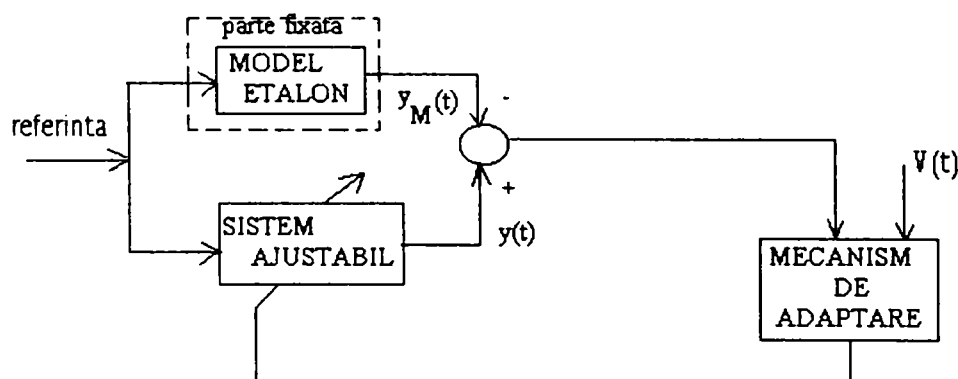 parte fixata
MODEL
ETALON
y_M(t)
-
referinta
V(t)
+
SISTEM
AJUSTABIL
y(t)
MECANISM
DE
ADAPTARE